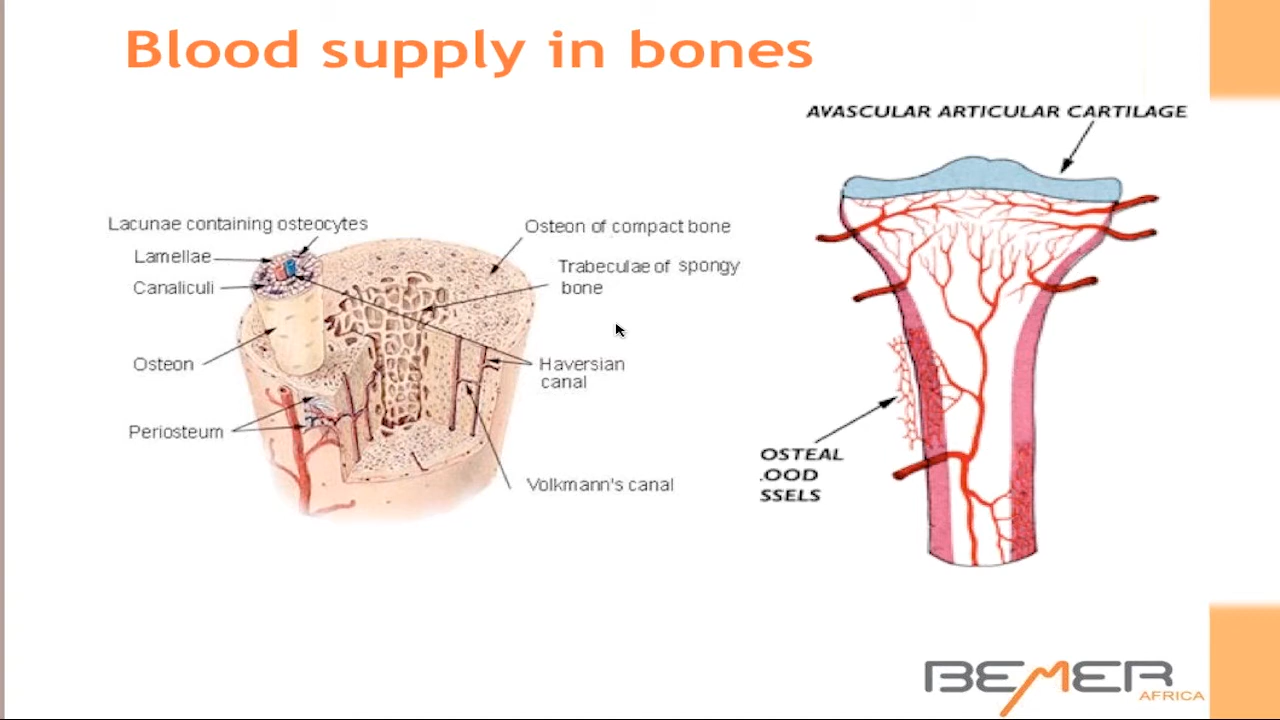 Blood supply in bones
AVASCULAR ARTICULAR CARTILAGE
Lacunae containing osteocytes
Lamellae
Canaliculi
Osteon
Periosteum
Osteon of compact bone
Trabeculae of spongy
bone
Haversian
canal
Volkmann's canal
OSTEAL
.OOD
SSELS
BEMER
AFRICA